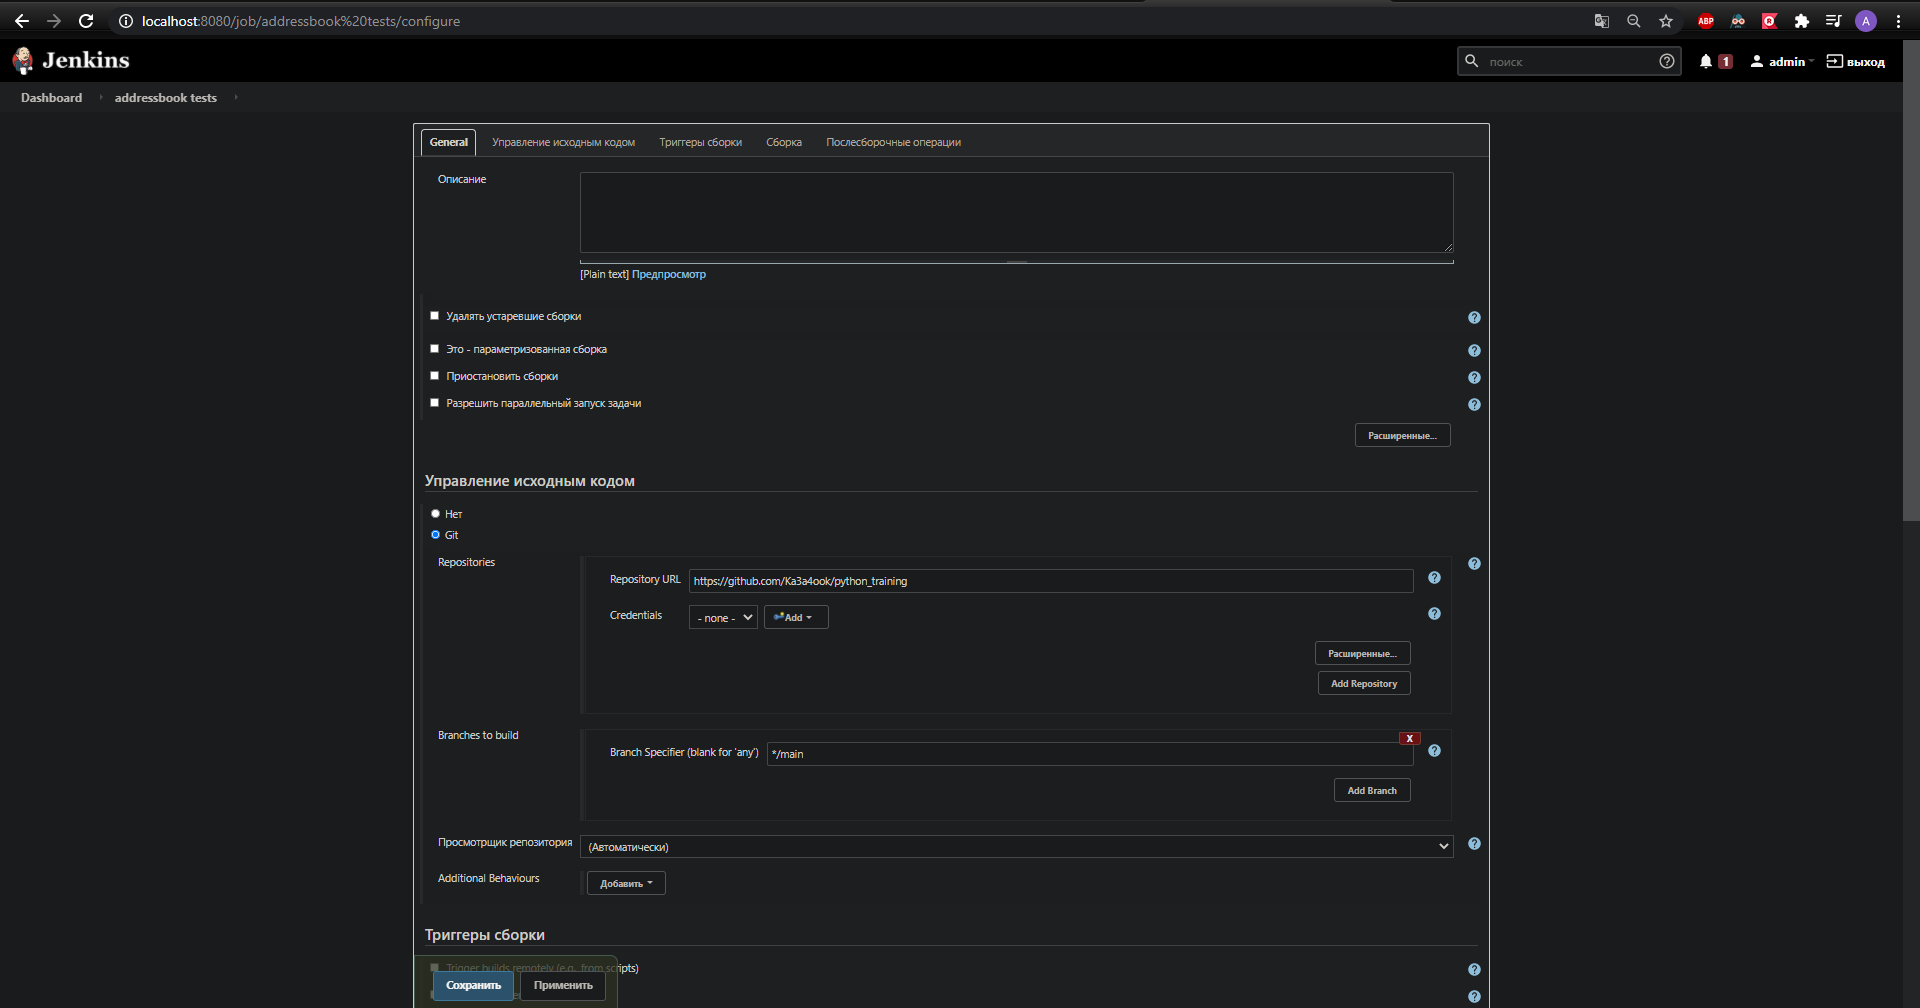 localhost:8080/job/addressbook%20tests/configure
ABP
A
Jenkins
поиск
1
admin
выход
Dashboard
addressbook tests
General
Управление исходным кодом
Триггеры сборки
Сборка
Послесборочные операции
Описание
[Plain text] Предпросмотр
Удалять устаревшие сборки
Это - параметризованная сборка
Приостановить сборки
Разрешить параллельный запуск задачи
Расширенные...
Управление исходным кодом
Нет
Git
Repositories
Repository URL
https://github.com/Ka3a4ook/python_training
Credentials
- none -
Add
Расширенные...
Add Repository
Branches to build
X
Branch Specifier (blank for 'any')
*/main
Add Branch
Просмотрщик репозитория
(Автоматически)
Additional Behaviours
Добавить
Триггеры сборки
Trigger builds remotely (e.g., from scripts)
Сохранить
Применить